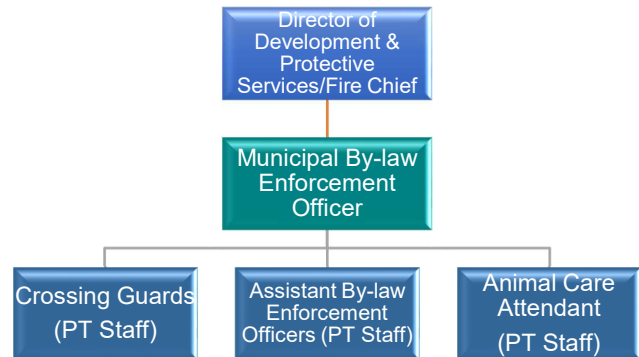 Director of
Development &
Protective
Services/Fire Chief
Municipal By-law
Enforcement
Officer
Crossing Guards
(PT Staff)
Assistant By-law
Enforcement
Officers (PT Staff)
Animal Care
Attendant
(PT Staff)